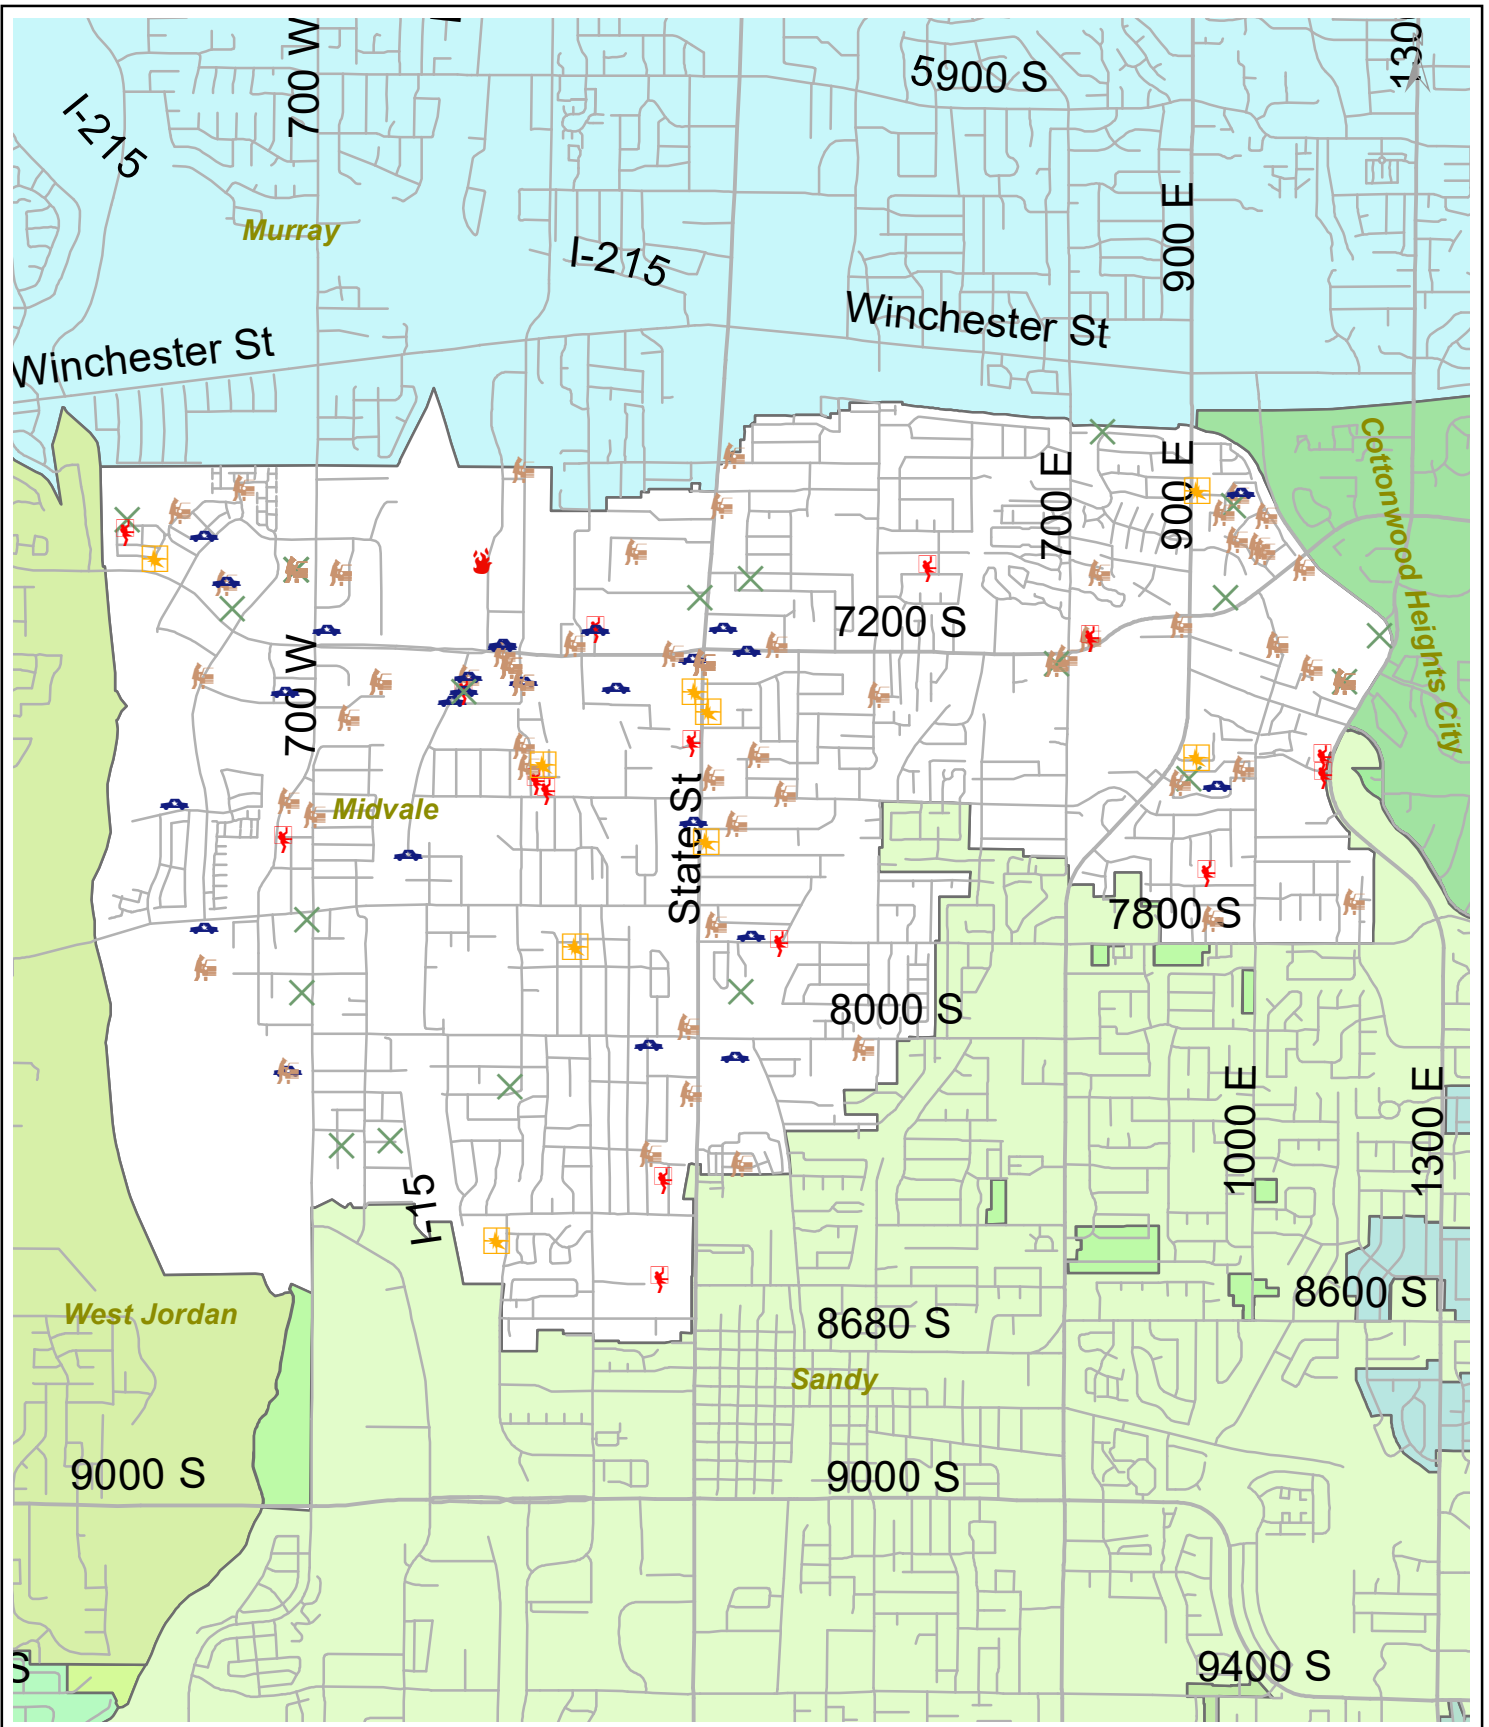 700 W
130
5900 S
I-215
900 E
Murray
I-215
Winchester St
Winchester St
Cottonwood Heights City
700 E
900 E
7200 S
700 W
Midvale
State St
7800 S
8000 S
1000 E
1300 E
I-15
8600 S
West Jordan
8680 S
Sandy
9000 S
9000 S
9400 S
S